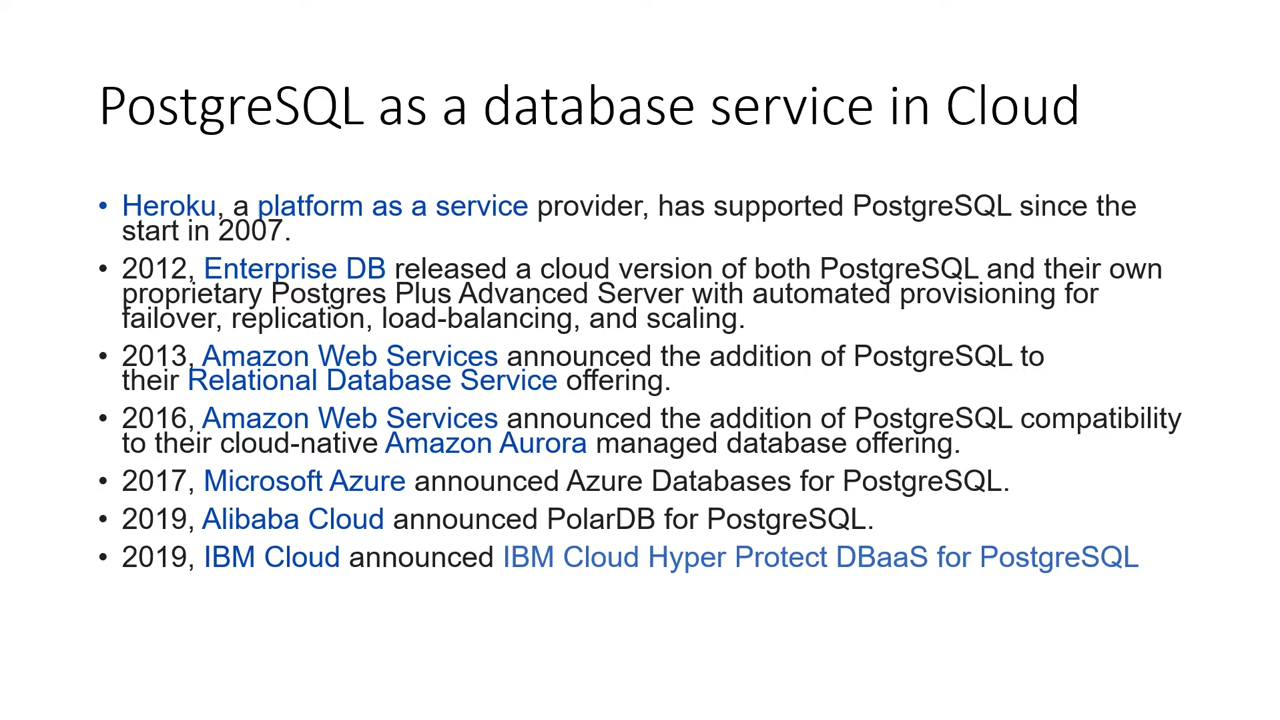 PostgreSQL as a database service in Cloud
• Heroku, a platform as a service provider, has supported PostgreSQL since the
start in 2007.
• 2012, Enterprise DB released a cloud version of both PostgreSQL and their own
proprietary Postgres Plus Advanced Server with automated provisioning for
failover, replication, load-balancing, and scaling.
• 2013, Amazon Web Services announced the addition of PostgreSQL to
their Relational Database Service offering.
• 2016, Amazon Web Services announced the addition of PostgreSQL compatibility
to their cloud-native Amazon Aurora managed database offering.
• 2017, Microsoft Azure announced Azure Databases for PostgreSQL.
• 2019, Alibaba Cloud announced PolarDB for PostgreSQL.
• 2019, IBM Cloud announced IBM Cloud Hyper Protect DBaaS for PostgreSQL